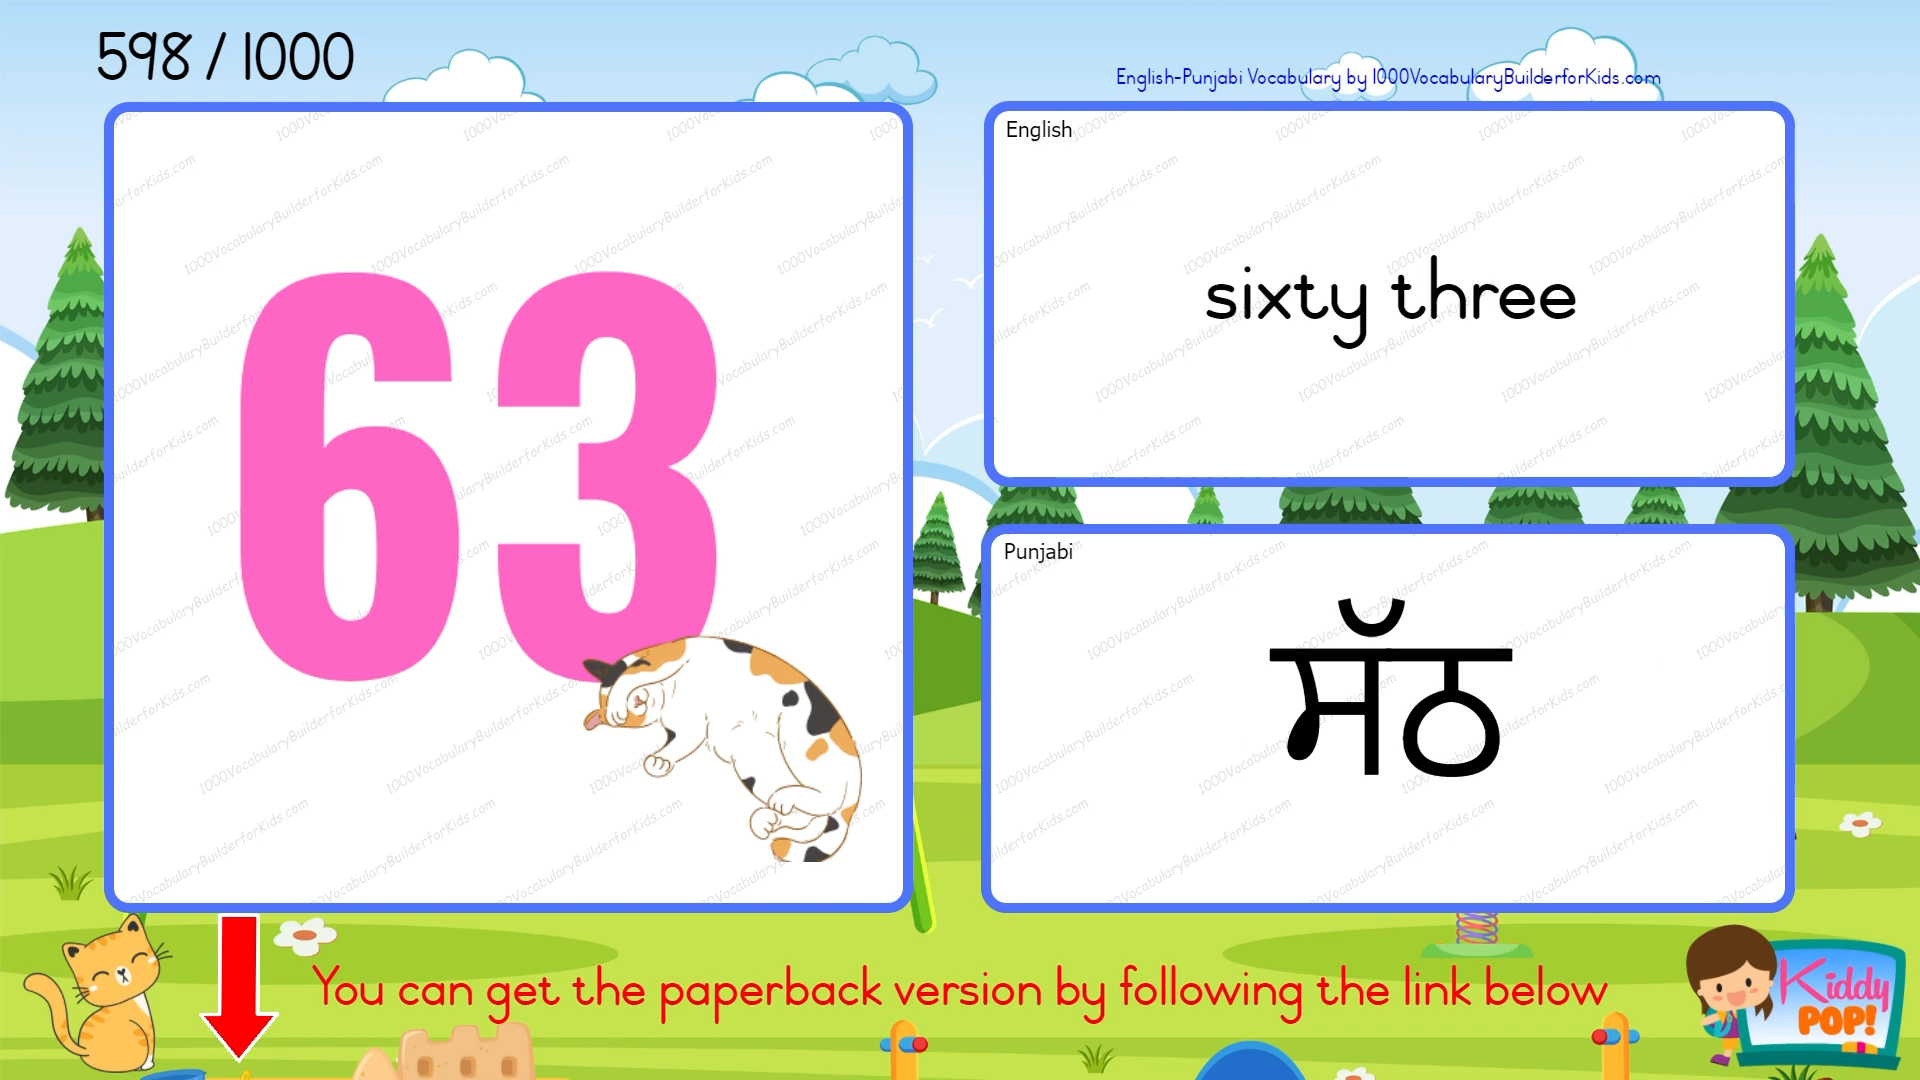 598 / 1000
English-Punjabi Vocabulary by 1000VocabularyBuilderforKids.com
63
English
sixty three
Punjabi
ਸੱਠ
You can get the paperback version by following the link below
Kiddy
POP!